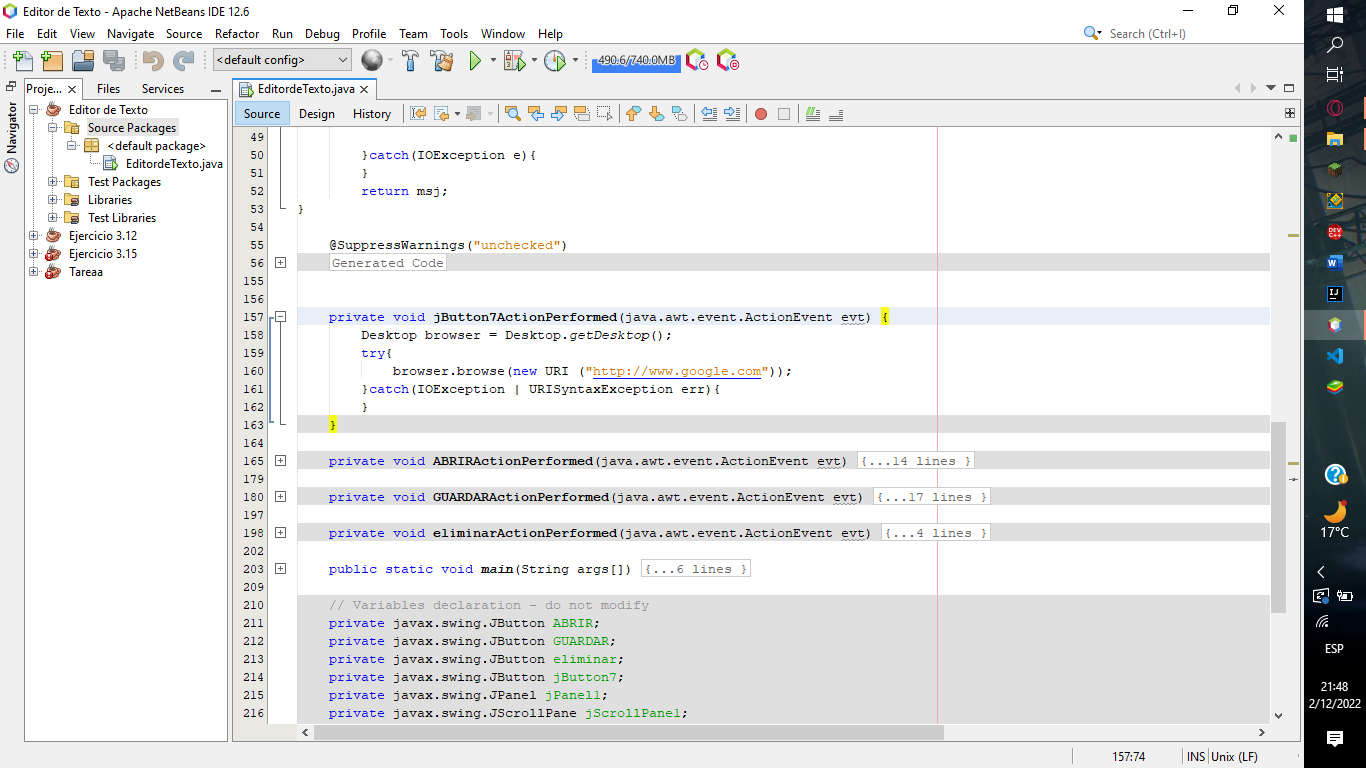 Editor de Texto - Apache NetBeans IDE 12.6
File Edit View Navigate Source Refactor Run Debug Profile Team Tools Window Help
Search (Ctrl+I)
<default config>
490.6/740.0MB
Proje... Files Services
Navigator
Editor de Texto
Source Packages
<default package>
EditordeTexto.java
Test Packages
Libraries
Test Libraries
Ejercicio 3.12
Ejercicio 3.15
Tareaa
EditordeTexto.java
Source Design History
49
50 }catch(IOException e){
51 }
52 return msj;
53 }
54
55 @SuppressWarnings("unchecked")
56 Generated Code
155
156
157 private void jButton7ActionPerformed(java.awt.event.ActionEvent evt) {
158 Desktop browser = Desktop.getDesktop();
159 try{
160 browser.browse(new URI ("http://www.google.com"));
161 }catch(IOException | URISyntaxException err){
162 }
163 }
164
165 private void ABRIRActionPerformed(java.awt.event.ActionEvent evt) {...14 lines }
179
180 private void GUARDARActionPerformed(java.awt.event.ActionEvent evt) {...17 lines }
197
198 private void eliminarActionPerformed(java.awt.event.ActionEvent evt) {...4 lines }
202
203 public static void main(String args[]) {...6 lines }
209
210 // Variables declaration - do not modify
211 private javax.swing.JButton ABRIR;
212 private javax.swing.JButton GUARDAR;
213 private javax.swing.JButton eliminar;
214 private javax.swing.JButton jButton7;
215 private javax.swing.JPanel jPanel1;
216 private javax.swing.JScrollPane jScrollPane1;
157:74 INS Unix (LF)
DEV C++
W
IJ
17°C
ESP
21:48
2/12/2022